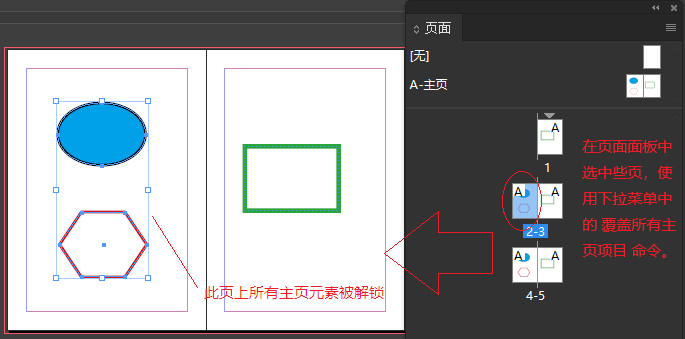 页面
[无]
A-主页
A
1
A
A
2-3
A
A
4-5
在页面面板中
选中些页，使
用下拉菜单中
的 覆盖所有主
页项目 命令。
此页上所有主页元素被解锁